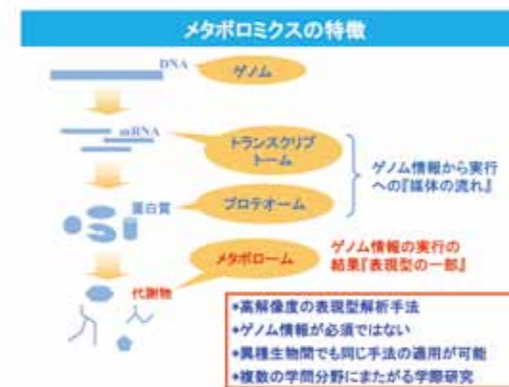 メタボロミクスの特徴
DNA
ゲノム
mRNA
トランスクリプ
トーム
ゲノム情報から実行
への『媒体の流れ』
蛋白質
プロテオーム
メタボローム
ゲノム情報の実行の
結果『表現型の一部』
代謝物
*高解像度の表現型解析手法
*ゲノム情報が必須ではない
*異種生物間でも同じ手法の適用が可能
*複数の学問分野にまたがる学際研究